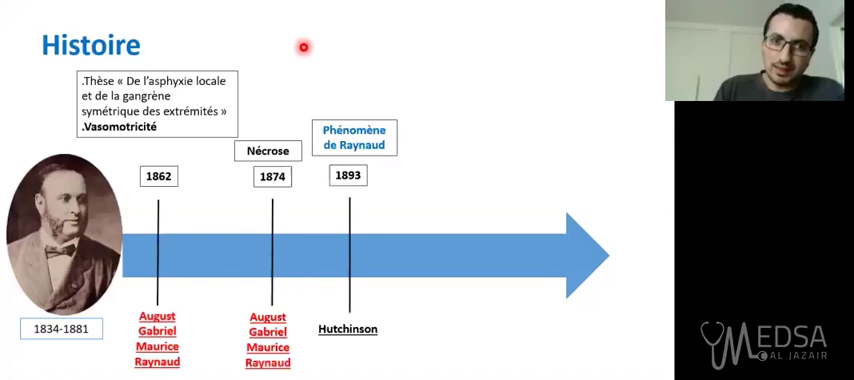 Histoire
.Thèse « De l'asphyxie locale
et de la gangrène
symétrique des extrémités »
.Vasomotricité
Nécrose
Phénomène
de Raynaud
1862
1874
1893
1834-1881
August
Gabriel
Maurice
Raynaud
August
Gabriel
Maurice
Raynaud
Hutchinson
MEDSA
AL JAZAIR